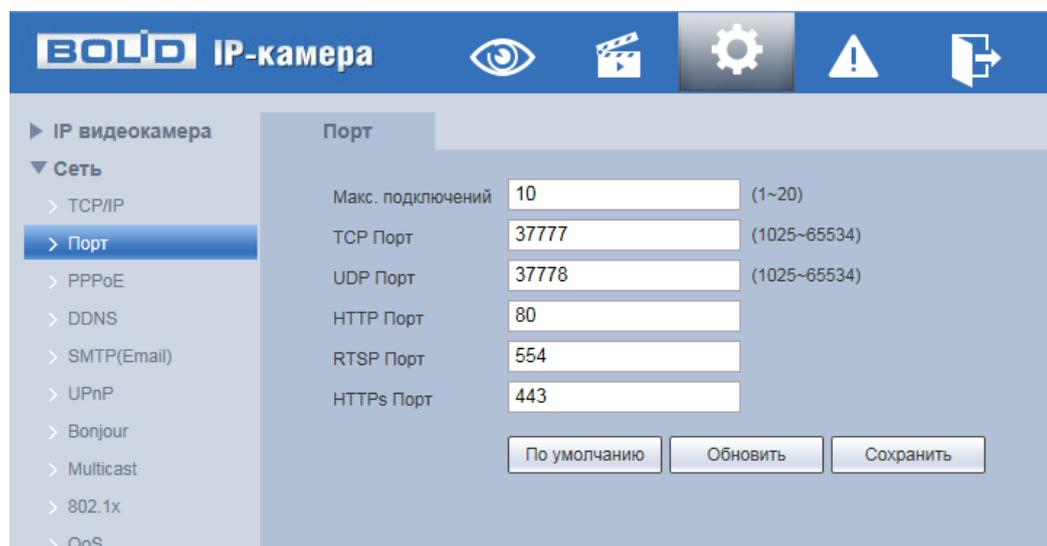 BOLID IP-камера
IP видеокамера
Сеть
TCP/IP
Порт
PPPoE
DDNS
SMTP(Email)
UPnP
Bonjour
Multicast
802.1x
QoS
Порт
Макс. подключений 10 (1~20)
TCP Порт 37777 (1025~65534)
UDP Порт 37778 (1025~65534)
HTTP Порт 80
RTSP Порт 554
HTTPs Порт 443
По умолчанию Обновить Сохранить